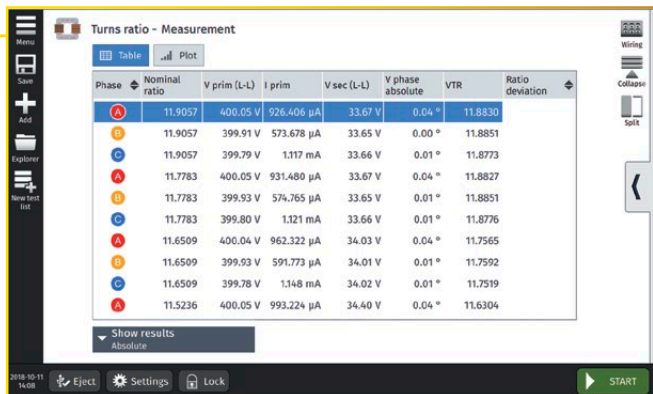 Menu
Save
Add
Explorer
New test
list
Turns ratio - Measurement
Table
Plot
Phase Nominal ratio V prim (L-L) I prim V sec (L-L) V phase absolute VTR Ratio deviation
A 11.9057 400.05 V 926.406 µA 33.67 V 0.04 ° 11.8830
B 11.9057 399.91 V 573.678 µA 33.65 V 0.00 ° 11.8851
C 11.9057 399.79 V 1.117 mA 33.66 V 0.01 ° 11.8773
A 11.7783 400.05 V 931.480 µA 33.67 V 0.04 ° 11.8827
B 11.7783 399.93 V 574.765 µA 33.65 V 0.01 ° 11.8851
C 11.7783 399.80 V 1.121 mA 33.66 V 0.01 ° 11.8776
A 11.6509 400.04 V 962.322 µA 34.03 V 0.04 ° 11.7565
B 11.6509 399.93 V 591.773 µA 34.01 V 0.01 ° 11.7592
C 11.6509 399.78 V 1.148 mA 34.02 V 0.01 ° 11.7519
A 11.5236 400.05 V 993.224 µA 34.40 V 0.04 ° 11.6304
Show results
Absolute
Wiring
Collapse
Split
2018-10-11
14:08
Eject
Settings
Lock
START